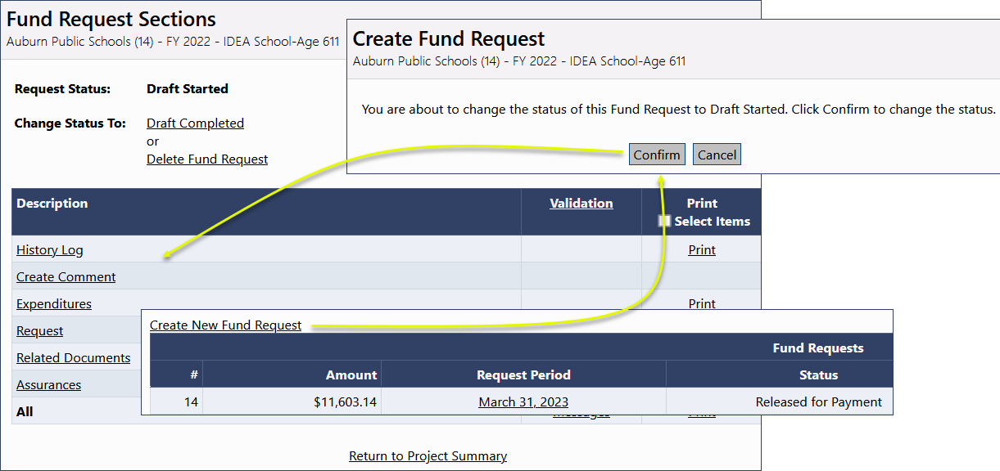 Fund Request Sections
Auburn Public Schools (14) - FY 2022 - IDEA School-Age 611
Request Status: Draft Started
Change Status To: Draft Completed
or
Delete Fund Request
Create Fund Request
Auburn Public Schools (14) - FY 2022 - IDEA School-Age 611
You are about to change the status of this Fund Request to Draft Started. Click Confirm to change the status.
Confirm Cancel
Description Validation Print
Select Items
History Log Print
Create Comment
Expenditures Print
Request
Related Documents
Assurances
All
Create New Fund Request
Fund Requests
# Amount Request Period Status
14 $11,603.14 March 31, 2023 Released for Payment
Return to Project Summary